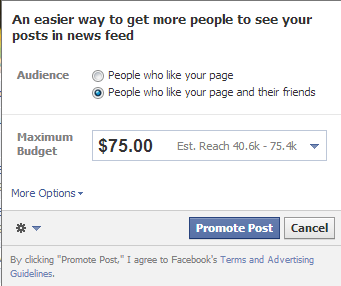 An easier way to get more people to see your
posts in news feed
Audience
People who like your page
People who like your page and their friends
Maximum
Budget
$75.00 Est. Reach 40.6k - 75.4k
More Options
Promote Post Cancel
By clicking "Promote Post," I agree to Facebook's Terms and Advertising
Guidelines.